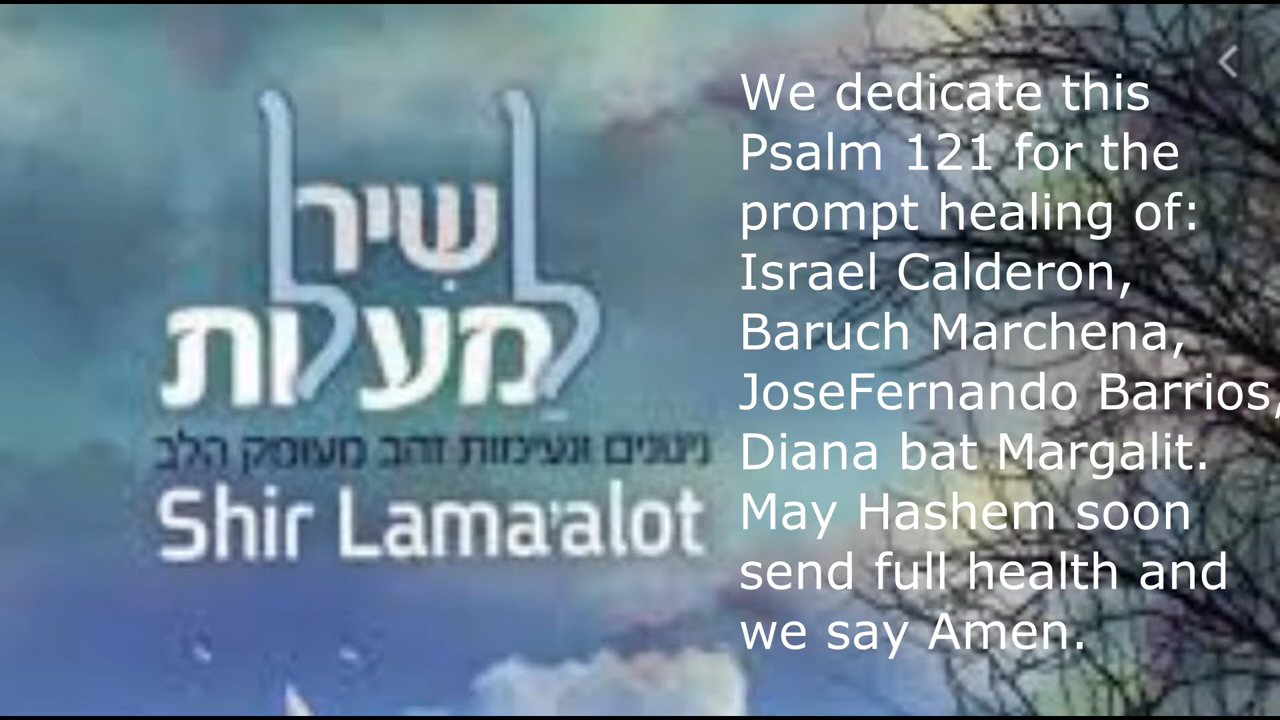 שיר
למעלות
ניגונים ונעימות זהב מעומק הלב
Shir Lama'alot
We dedicate this
Psalm 121 for the
prompt healing of:
Israel Calderon,
Baruch Marchena,
JoseFernando Barrios,
Diana bat Margalit.
May Hashem soon
send full health and
we say Amen.